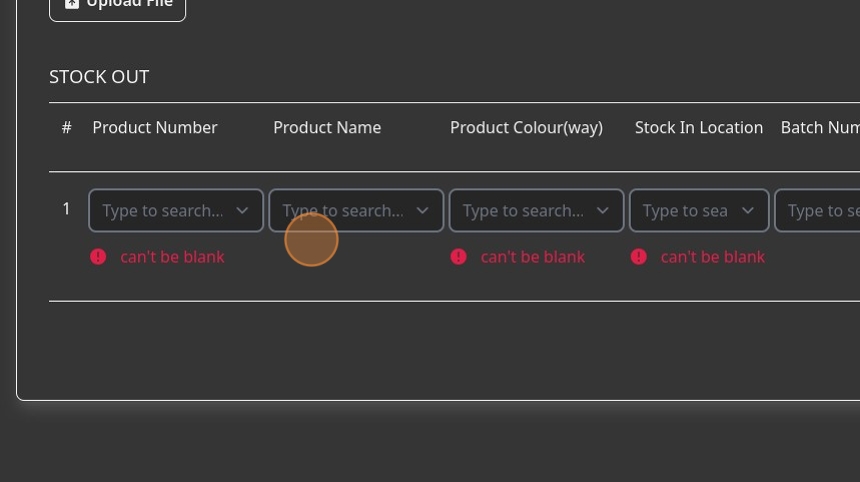 Upload File
STOCK OUT
# Product Number Product Name Product Colour(way) Stock In Location Batch Num
1 Type to search... Type to search... Type to search... Type to sea Type to se
can't be blank can't be blank can't be blank